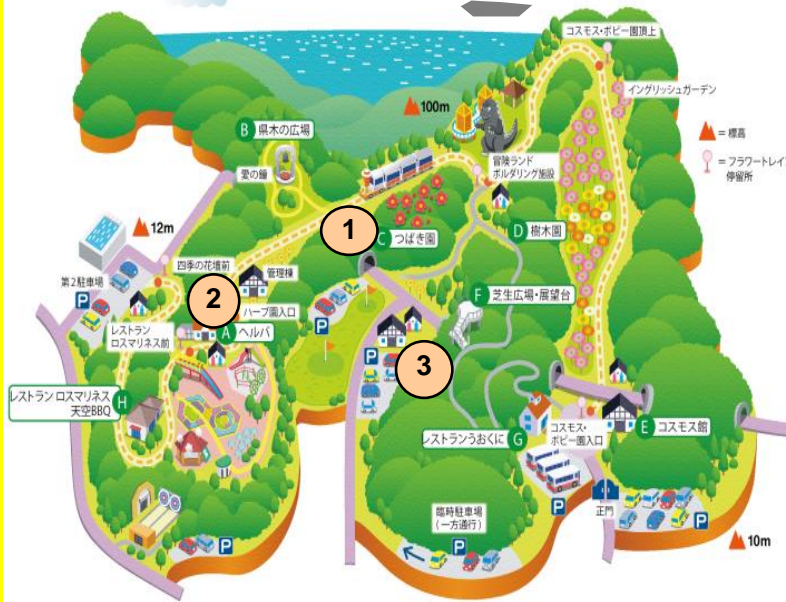 コスモス・ポピー園頂上
イングリッシュガーデン
100m
= 標高
= フラワートレイン
停留所
B 県木の広場
愛の鐘
冒険ランド
ボルダリング施設
1
C つばき園
D 樹木園
12m
第2駐車場
P
四季の花壇前
管理棟
2
ハーブ園入口
P
F 芝生広場・展望台
レストラン
ロスマリネス前
A ヘルバ
3
P
レストラン ロスマリネス
天空BBQ
H
レストランうおくに G
コスモス・
ポピー園入口
E コスモス館
臨時駐車場
(一方通行)
P
P
正門
P
P
10m